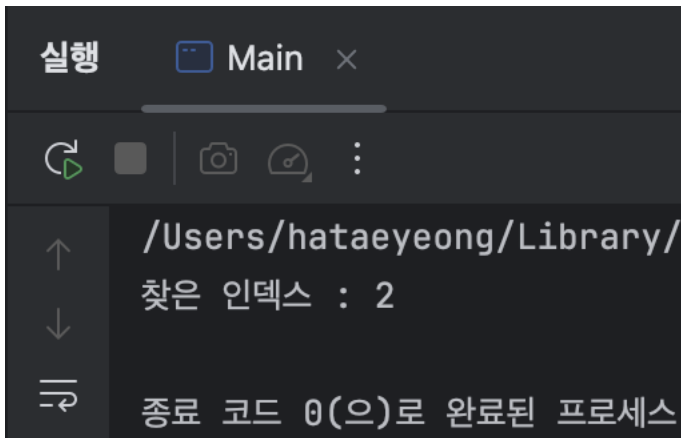 실행 Main
/Users/hataeyeong/Library/
찾은 인덱스 : 2
종료 코드 0(으)로 완료된 프로세스